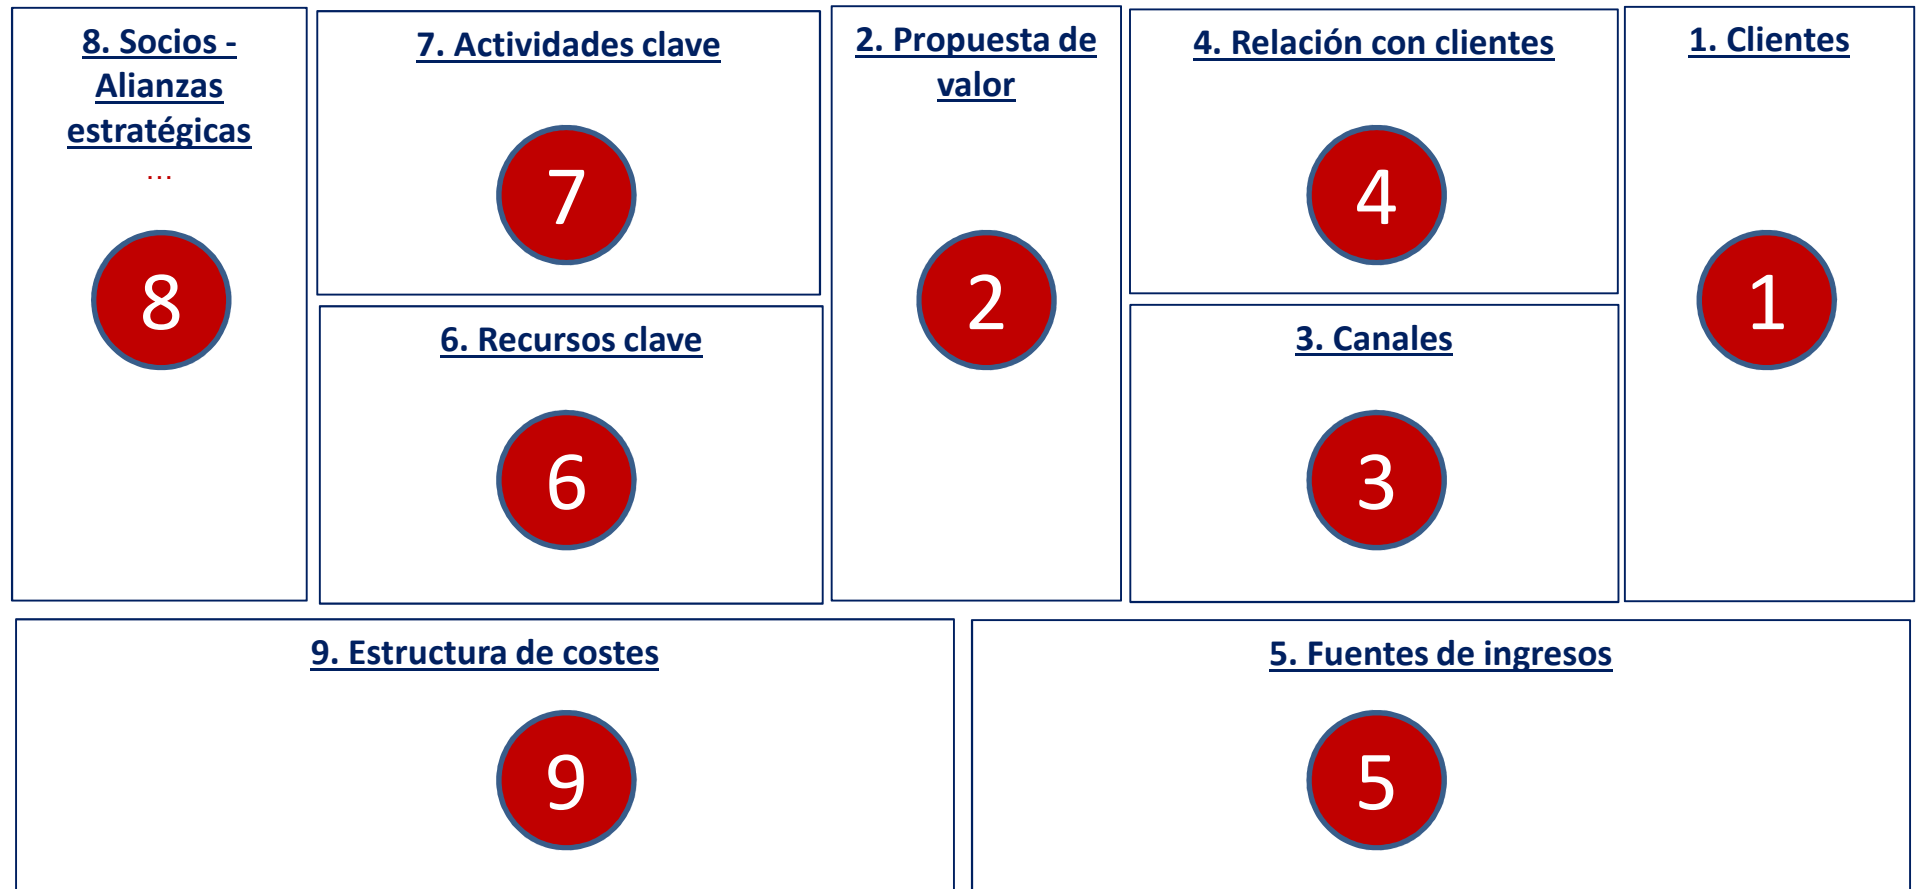 8. Socios -
Alianzas
estratégicas
...
8
7. Actividades clave
7
6. Recursos clave
6
2. Propuesta de
valor
2
4. Relación con clientes
4
3. Canales
3
1. Clientes
1
9. Estructura de costes
9
5. Fuentes de ingresos
5